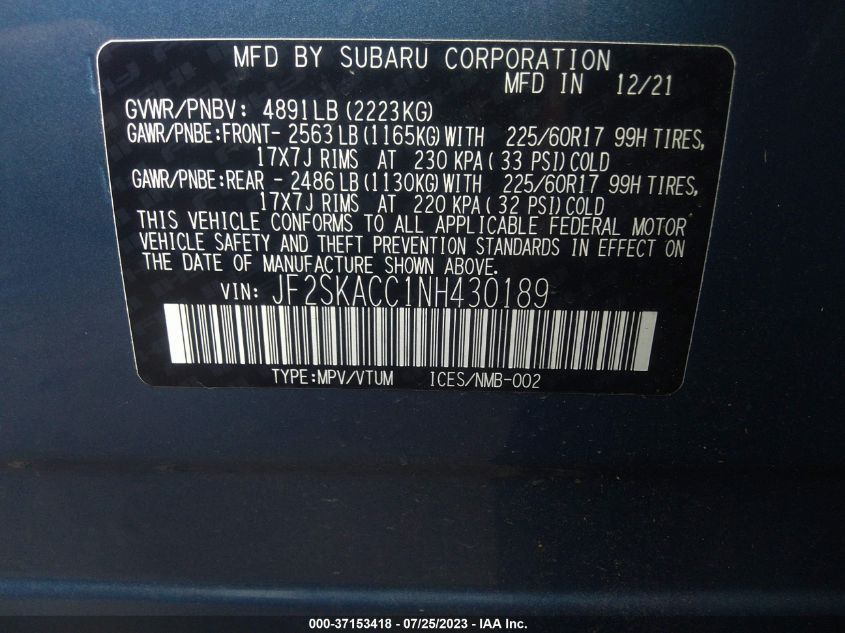 MFD BY SUBARU CORPORATION
MFD IN 12/21
GVWR/PNBV: 4891LB(2223KG)
GAWR/PNBE:FRONT- 2563LB(1165KG)WITH 225/60R17 99H TIRES,
17X7J RIMS AT 230 KPA( 33 PSI)COLD
GAWR/PNBE:REAR - 2486LB(1130KG)WITH 225/60R17 99H TIRES,
17X7J RIMS AT 220 KPA( 32 PSI)COLD
THIS VEHICLE CONFORMS TO ALL APPLICABLE FEDERAL MOTOR
VEHICLE SAFETY AND THEFT PREVENTION STANDARDS IN EFFECT ON
THE DATE OF MANUFACTURE SHOWN ABOVE.
VIN: JF2SKACC1NH430189
TYPE:MPV/VTUM ICES/NMB-002
000-37153418 - 07/25/2023 - IAA Inc.